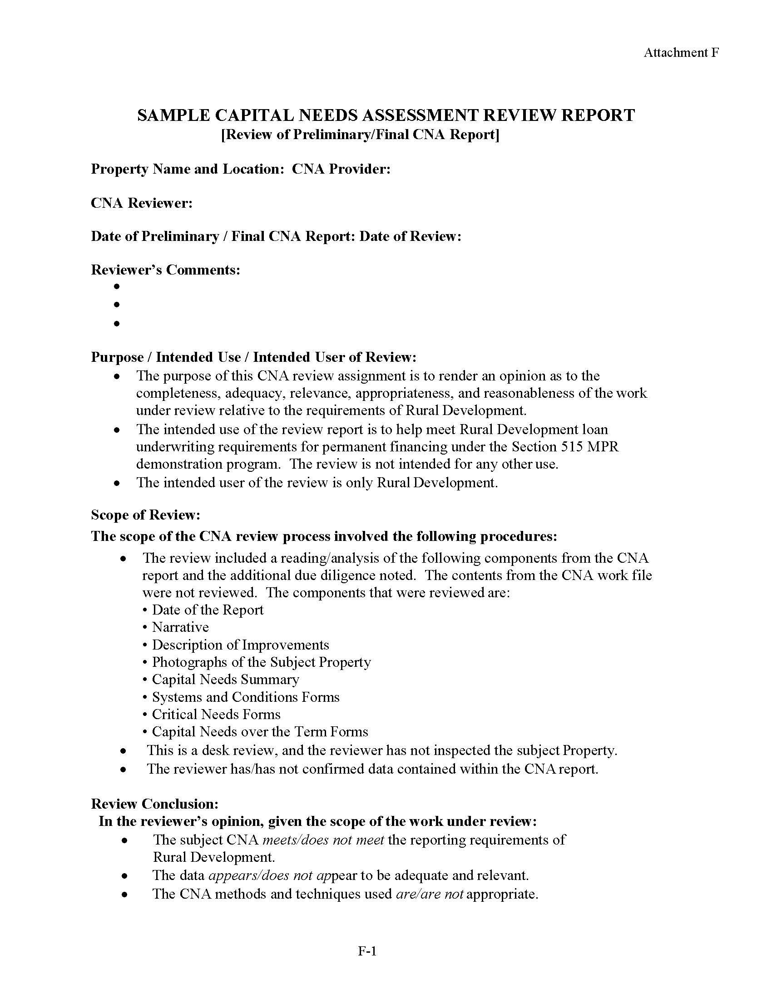 Attachment F
SAMPLE CAPITAL NEEDS ASSESSMENT REVIEW REPORT
[Review of Preliminary/Final CNA Report]
Property Name and Location:  CNA Provider:
CNA Reviewer:
Date of Preliminary / Final CNA Report: Date of Review:
Reviewer’s Comments:
•
•
•
Purpose / Intended Use / Intended User of Review:
• The purpose of this CNA review assignment is to render an opinion as to the
completeness, adequacy, relevance, appropriateness, and reasonableness of the work
under review relative to the requirements of Rural Development.
• The intended use of the review report is to help meet Rural Development loan
underwriting requirements for permanent financing under the Section 515 MPR
demonstration program.  The review is not intended for any other use.
• The intended user of the review is only Rural Development.
Scope of Review:
The scope of the CNA review process involved the following procedures:
• The review included a reading/analysis of the following components from the CNA
report and the additional due diligence noted.  The contents from the CNA work file
were not reviewed.  The components that were reviewed are:
• Date of the Report
• Narrative
• Description of Improvements
• Photographs of the Subject Property
• Capital Needs Summary
• Systems and Conditions Forms
• Critical Needs Forms
• Capital Needs over the Term Forms
• This is a desk review, and the reviewer has not inspected the subject Property.
• The reviewer has/has not confirmed data contained within the CNA report.
Review Conclusion:
In the reviewer’s opinion, given the scope of the work under review:
• The subject CNA meets/does not meet the reporting requirements of
Rural Development.
• The data appears/does not appear to be adequate and relevant.
• The CNA methods and techniques used are/are not appropriate.
F-1